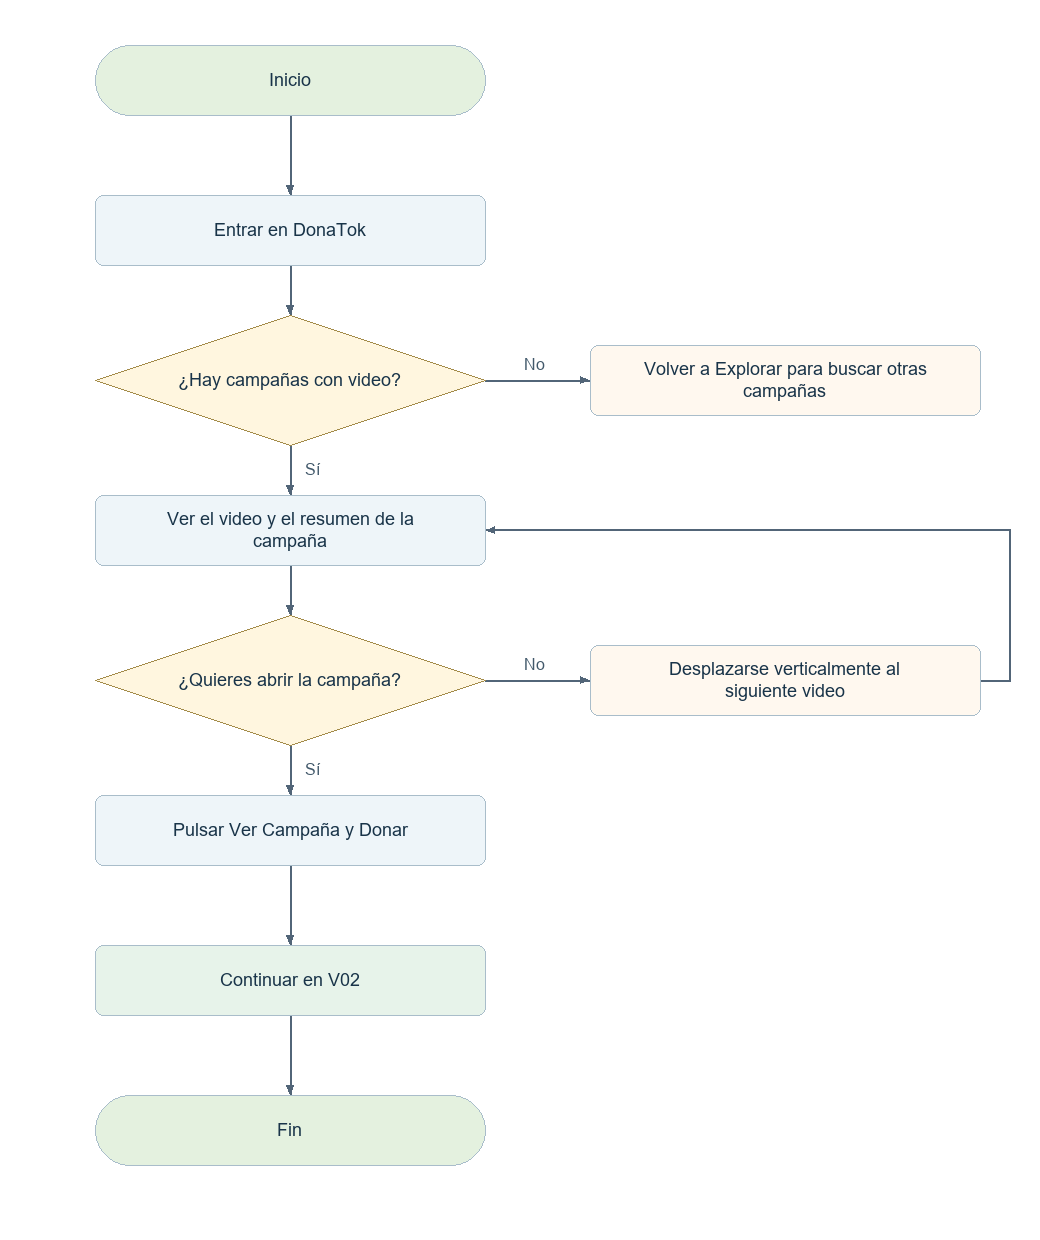 Inicio
Entrar en DonaTok
¿Hay campañas con video?
No
Volver a Explorar para buscar otras
campañas
Sí
Ver el video y el resumen de la
campaña
¿Quieres abrir la campaña?
No
Desplazarse verticalmente al
siguiente video
Sí
Pulsar Ver Campaña y Donar
Continuar en V02
Fin